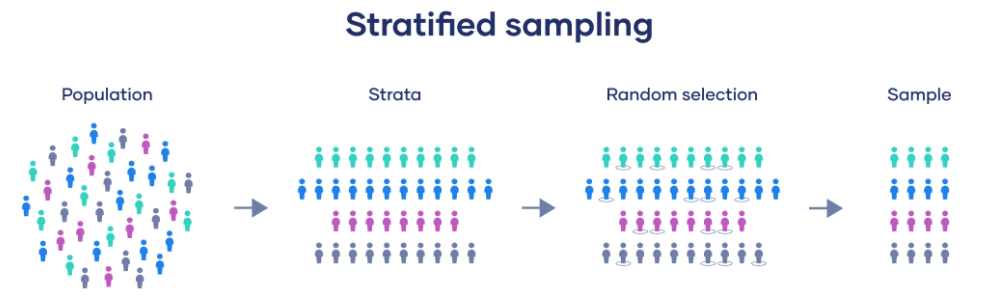 Stratified sampling
Population
Strata
Random selection
Sample